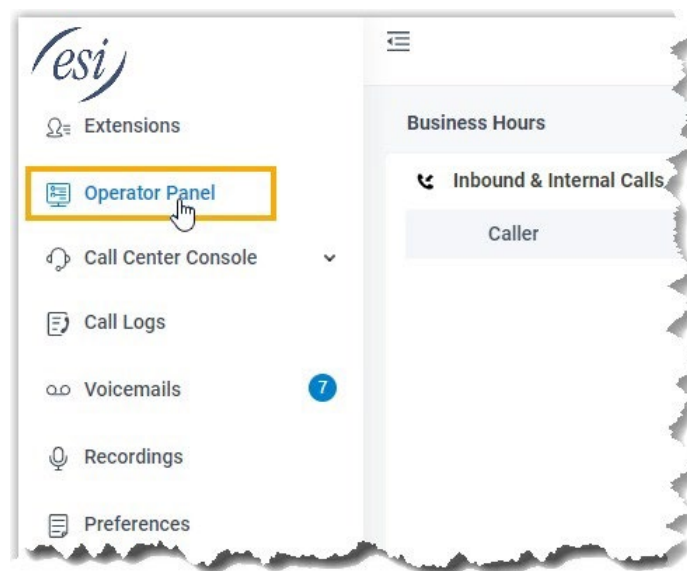 esi
Extensions
Operator Panel
Call Center Console
Call Logs
Voicemails 7
Recordings
Preferences
Business Hours
Inbound & Internal Calls
Caller